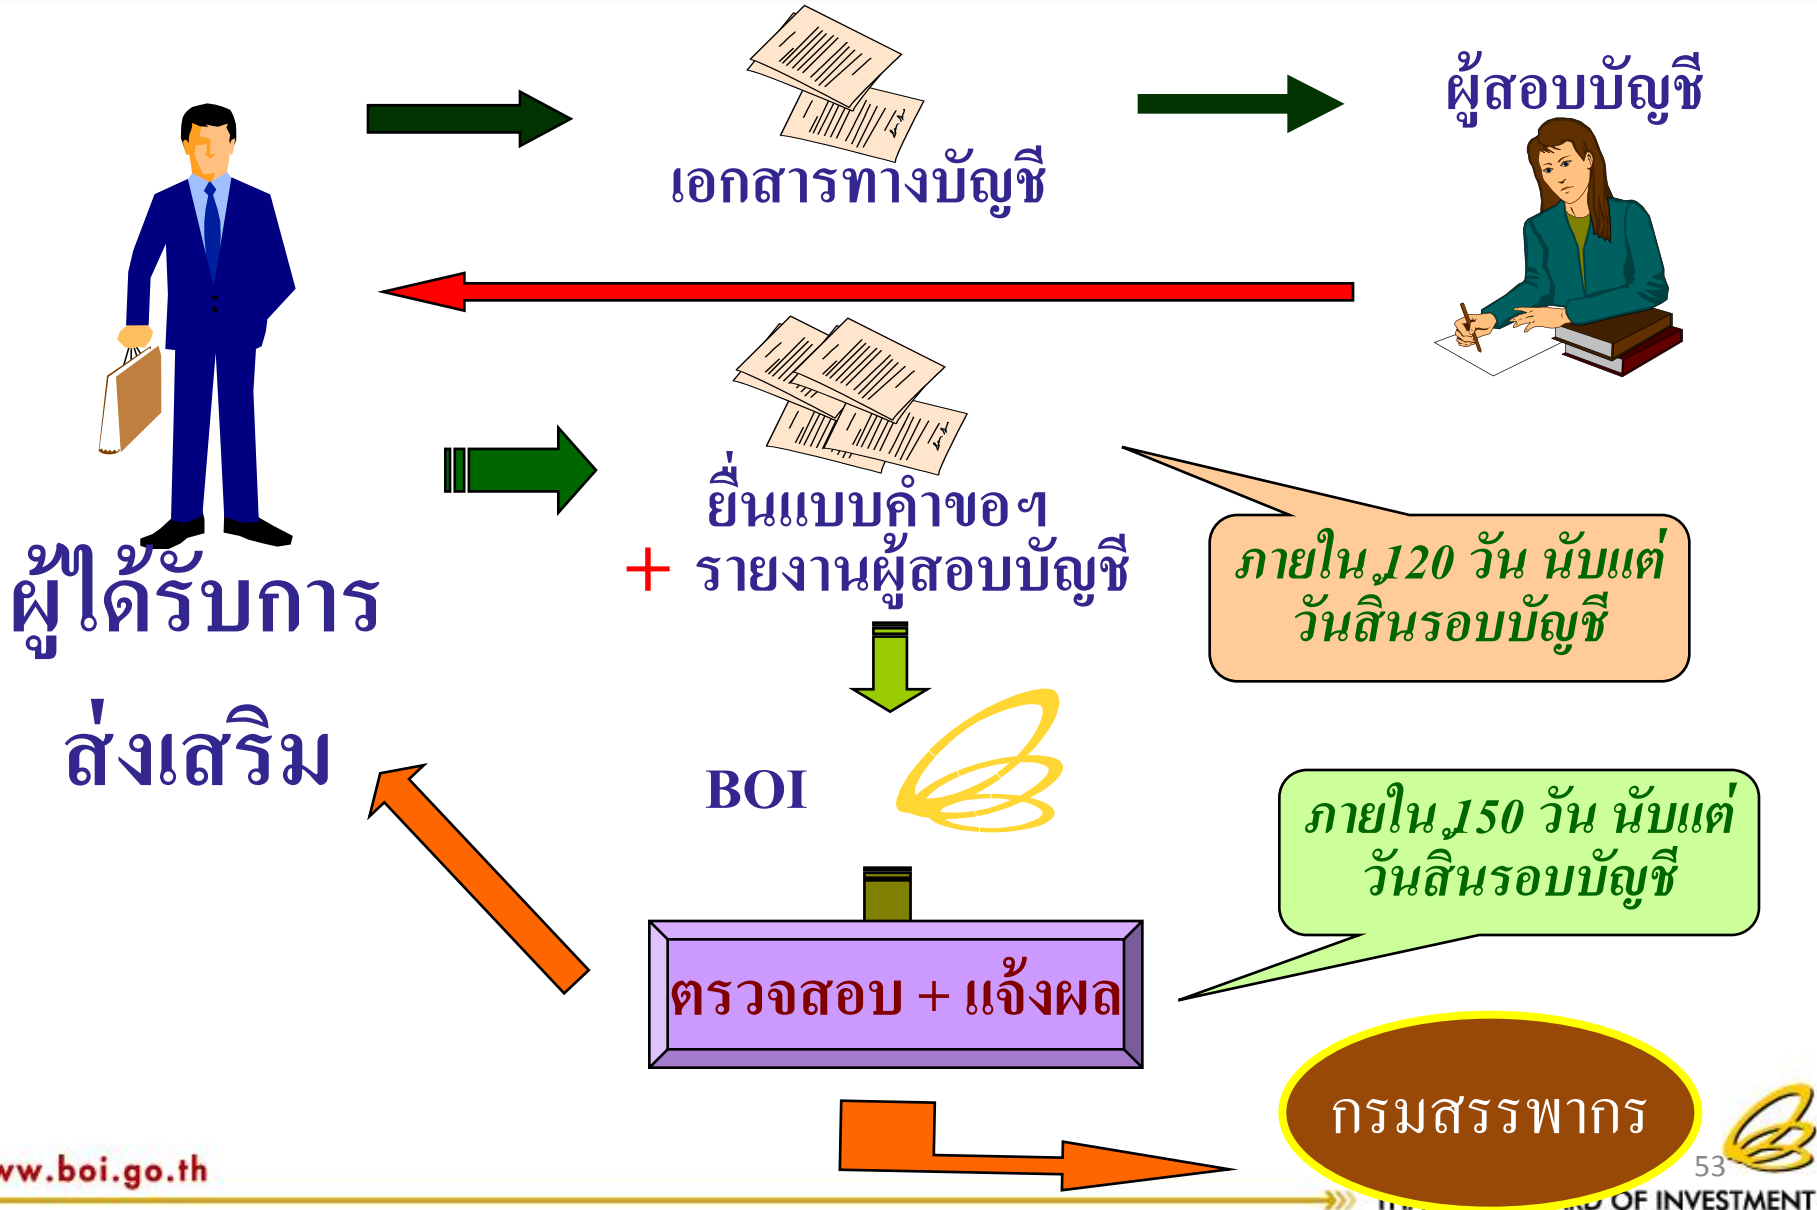 ผู้สอบบัญชี
เอกสารทางบัญชี
ยื่นแบบคำขอฯ
+ รายงานผู้สอบบัญชี
ภายใน 120 วัน นับแต่
วันสิ้นรอบบัญชี
ผู้ได้รับการ
ส่งเสริม
BOI
ภายใน 150 วัน นับแต่
วันสิ้นรอบบัญชี
ตรวจสอบ + แจ้งผล
กรมสรรพากร
53
ww.boi.go.th
OF INVESTMENT